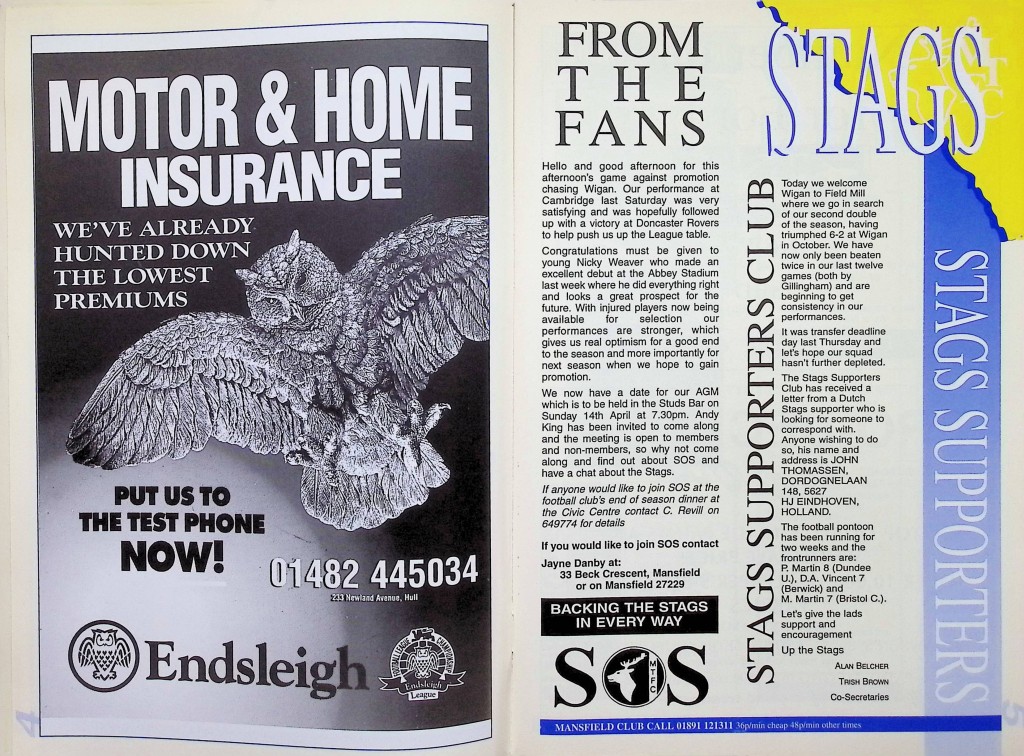 MOTOR & HOME
INSURANCE
WE'VE ALREADY
HUNTED DOWN
THE LOWEST
PREMIUMS
PUT US TO
THE TEST PHONE
NOW!
01482 445034
233 Newland Avenue, Hull
Endsleigh
Endsleigh
League
FROM
THE
FANS
Hello and good afternoon for this
afternoon's game against promotion
chasing Wigan. Our performance at
Cambridge last Saturday was very
satisfying and was hopefully followed
up with a victory at Doncaster Rovers
to help push us up the League table.
Congratulations must be given to
young Nicky Weaver who made an
excellent debut at the Abbey Stadium
last week where he did everything right
and looks a great prospect for the
future. With injured players now being
available for selection our
performances are stronger, which
gives us real optimism for a good end
to the season and more importantly for
next season when we hope to gain
promotion.
We now have a date for our AGM
which is to be held in the Studs Bar on
Sunday 14th April at 7.30pm. Andy
King has been invited to come along
and the meeting is open to members
and non-members, so why not come
along and find out about SOS and
have a chat about the Stags.
If anyone would like to join SOS at the
football club's end of season dinner at
the Civic Centre contact C. Revill on
649774 for details
If you would like to join SOS contact
Jayne Danby at:
33 Beck Crescent, Mansfield
or on Mansfield 27229
BACKING THE STAGS
IN EVERY WAY
SOS
MTFC
STAGS
STAGS SUPPORTERS CLUB
Today we welcome
Wigan to Field Mill
where we go in search
of our second double
of the season, having
triumphed 6-2 at Wigan
in October. We have
now only been beaten
twice in our last twelve
games (both by
Gillingham) and are
beginning to get
consistency in our
performances.
It was transfer deadline
day last Thursday and
let's hope our squad
hasn't further depleted.
The Stags Supporters
Club has received a
letter from a Dutch
Stags supporter who is
looking for someone to
correspond with.
Anyone wishing to do
so, his name and
address is JOHN
THOMASSEN,
DORDOGNELAAN
148, 5627
HJ EINDHOVEN,
HOLLAND.
The football pontoon
has been running for
two weeks and the
frontrunners are:
P. Martin 8 (Dundee
U.), D.A. Vincent 7
(Berwick) and
M. Martin 7 (Bristol C.).
Let's give the lads
support and
encouragement
Up the Stags
ALAN BELCHER
TRISH BROWN
Co-Secretaries
STAGS SUPPORTERS
MANSFIELD CLUB CALL 01891 121311 36p/min cheap 48p/min other times